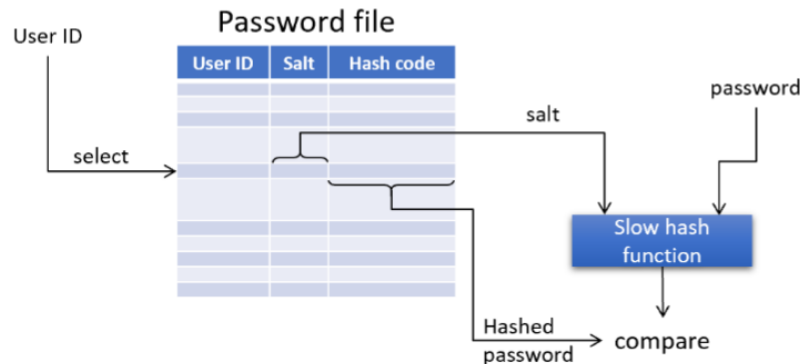 Password file
User ID
User ID Salt Hash code
password
salt
select
Slow hash
function
Hashed
password
compare